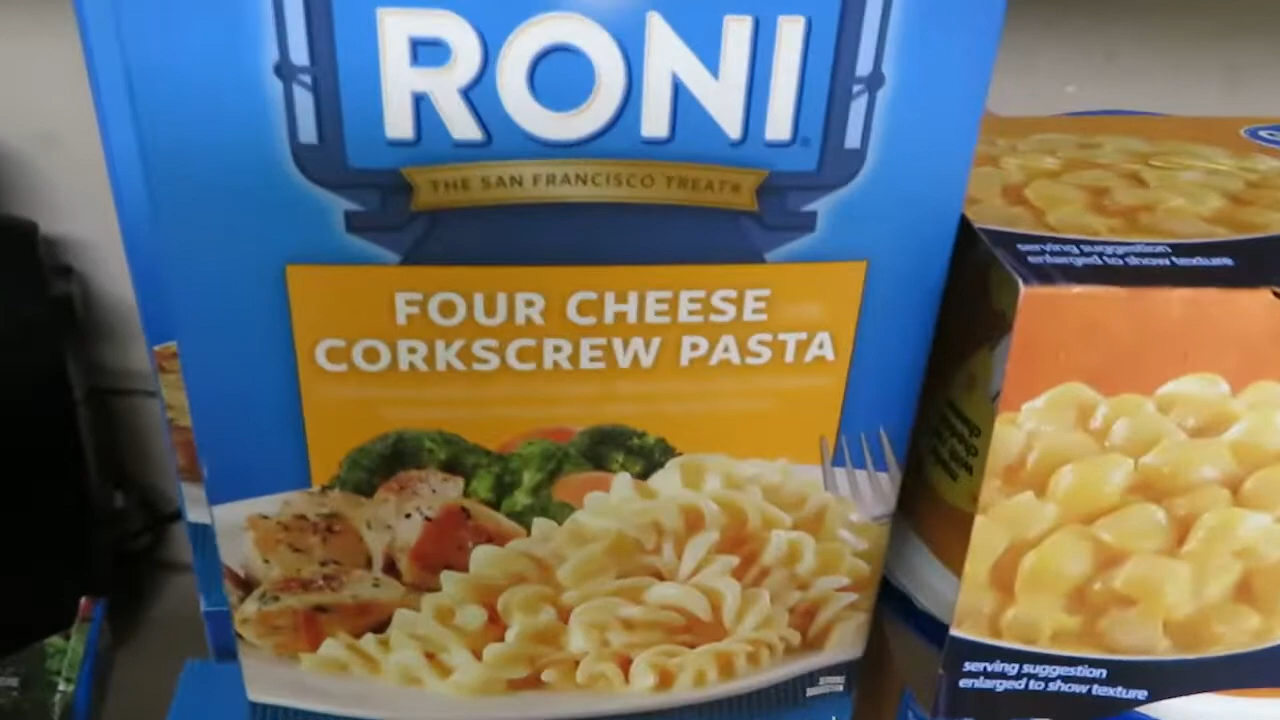 RONI
THE SAN FRANCISCO TREAT®
FOUR CHEESE
CORKSCREW PASTA
serving suggestion
enlarged to show texture
serving suggestion
enlarged to show texture